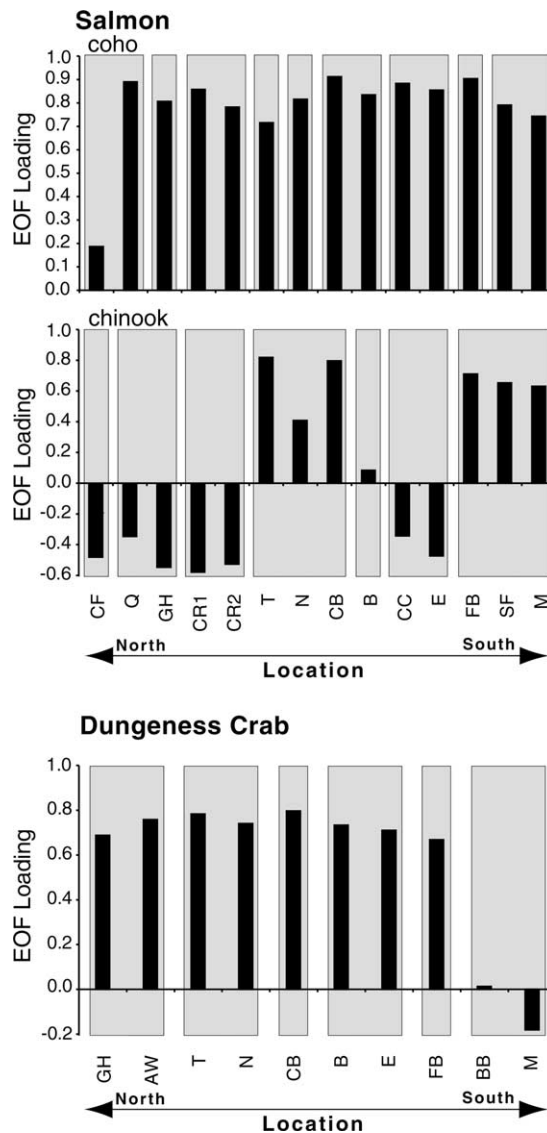 Salmon
coho
EOF Loading
1.0
0.9
0.8
0.7
0.6
0.5
0.4
0.3
0.2
0.1
0.0
chinook
EOF Loading
1.0
0.8
0.6
0.4
0.2
0.0
-0.2
-0.4
-0.6
CF Q GH CR1 CR2 T N CB B CC E FB SF M
North South
Location
Dungeness Crab
EOF Loading
1.0
0.8
0.6
0.4
0.2
0.0
-0.2
GH AW T N CB B E FB BB M
North South
Location